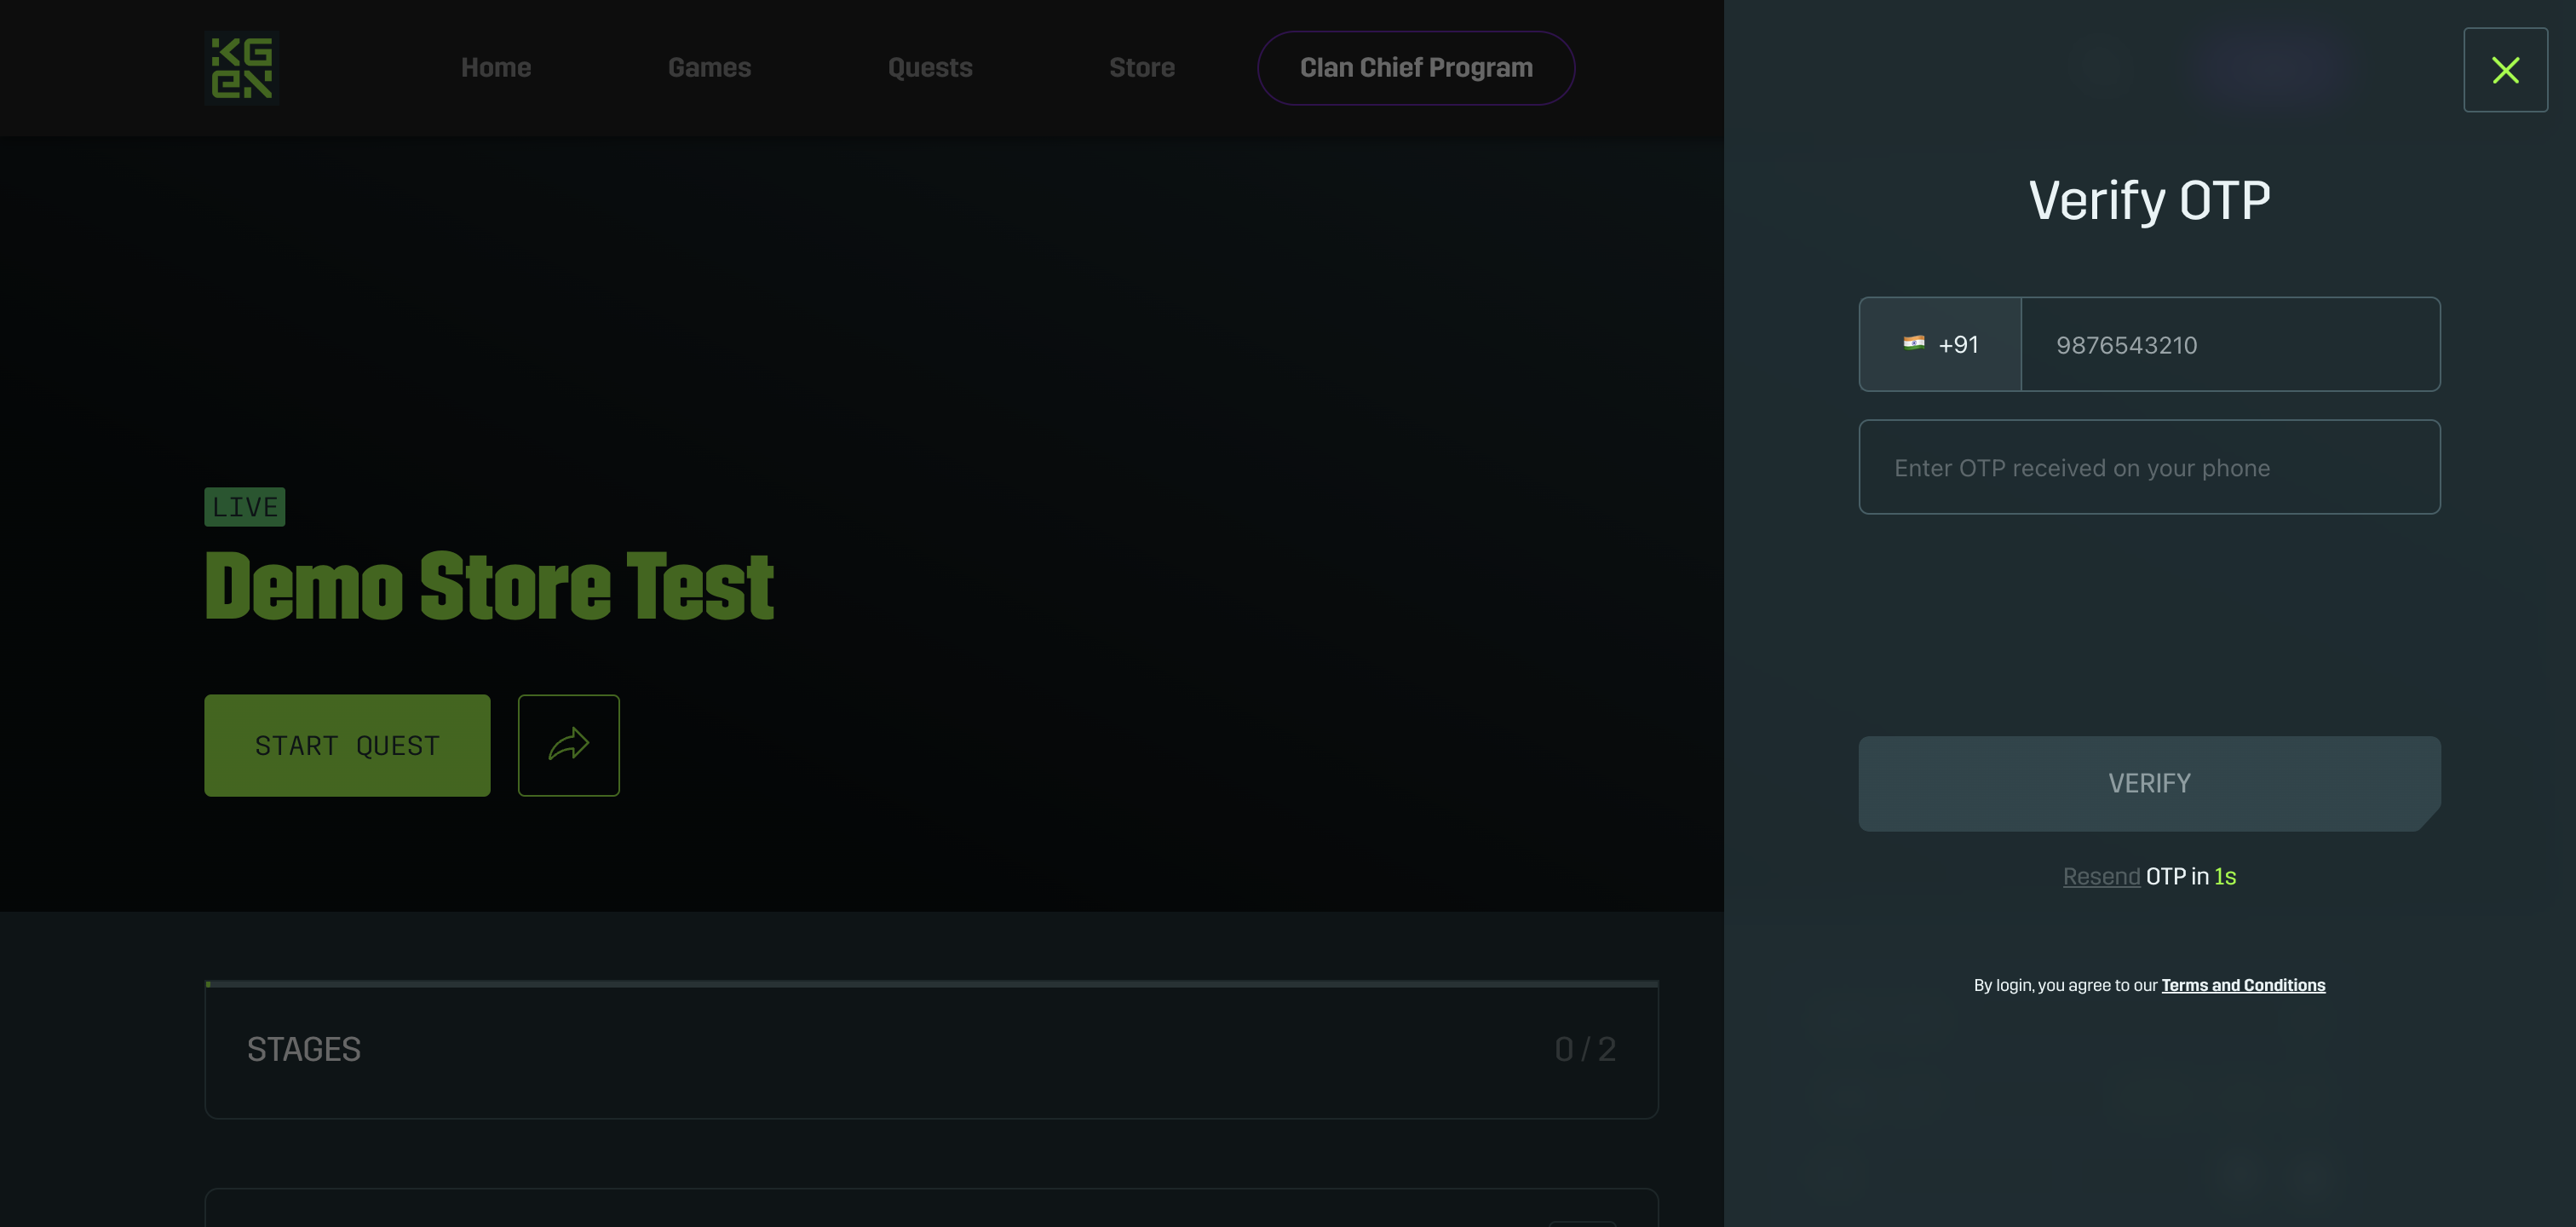 KGEN
Home
Games
Quests
Store
Clan Chief Program
LIVE
Demo Store Test
START QUEST
STAGES
0 / 2
Verify OTP
+91
9876543210
Enter OTP received on your phone
VERIFY
Resend OTP in 1s
By login, you agree to our Terms and Conditions